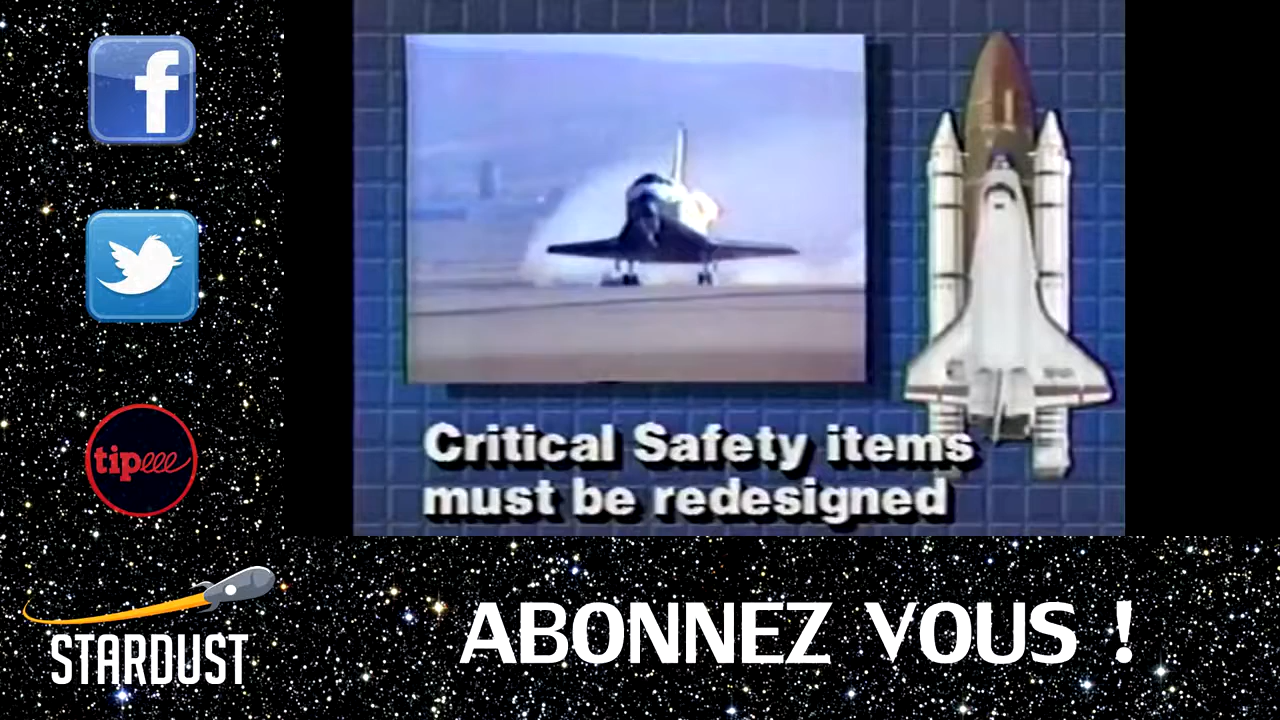 f
Critical Safety items
must be redesigned
tipeee
STARDUST
ABONNEZ VOUS !